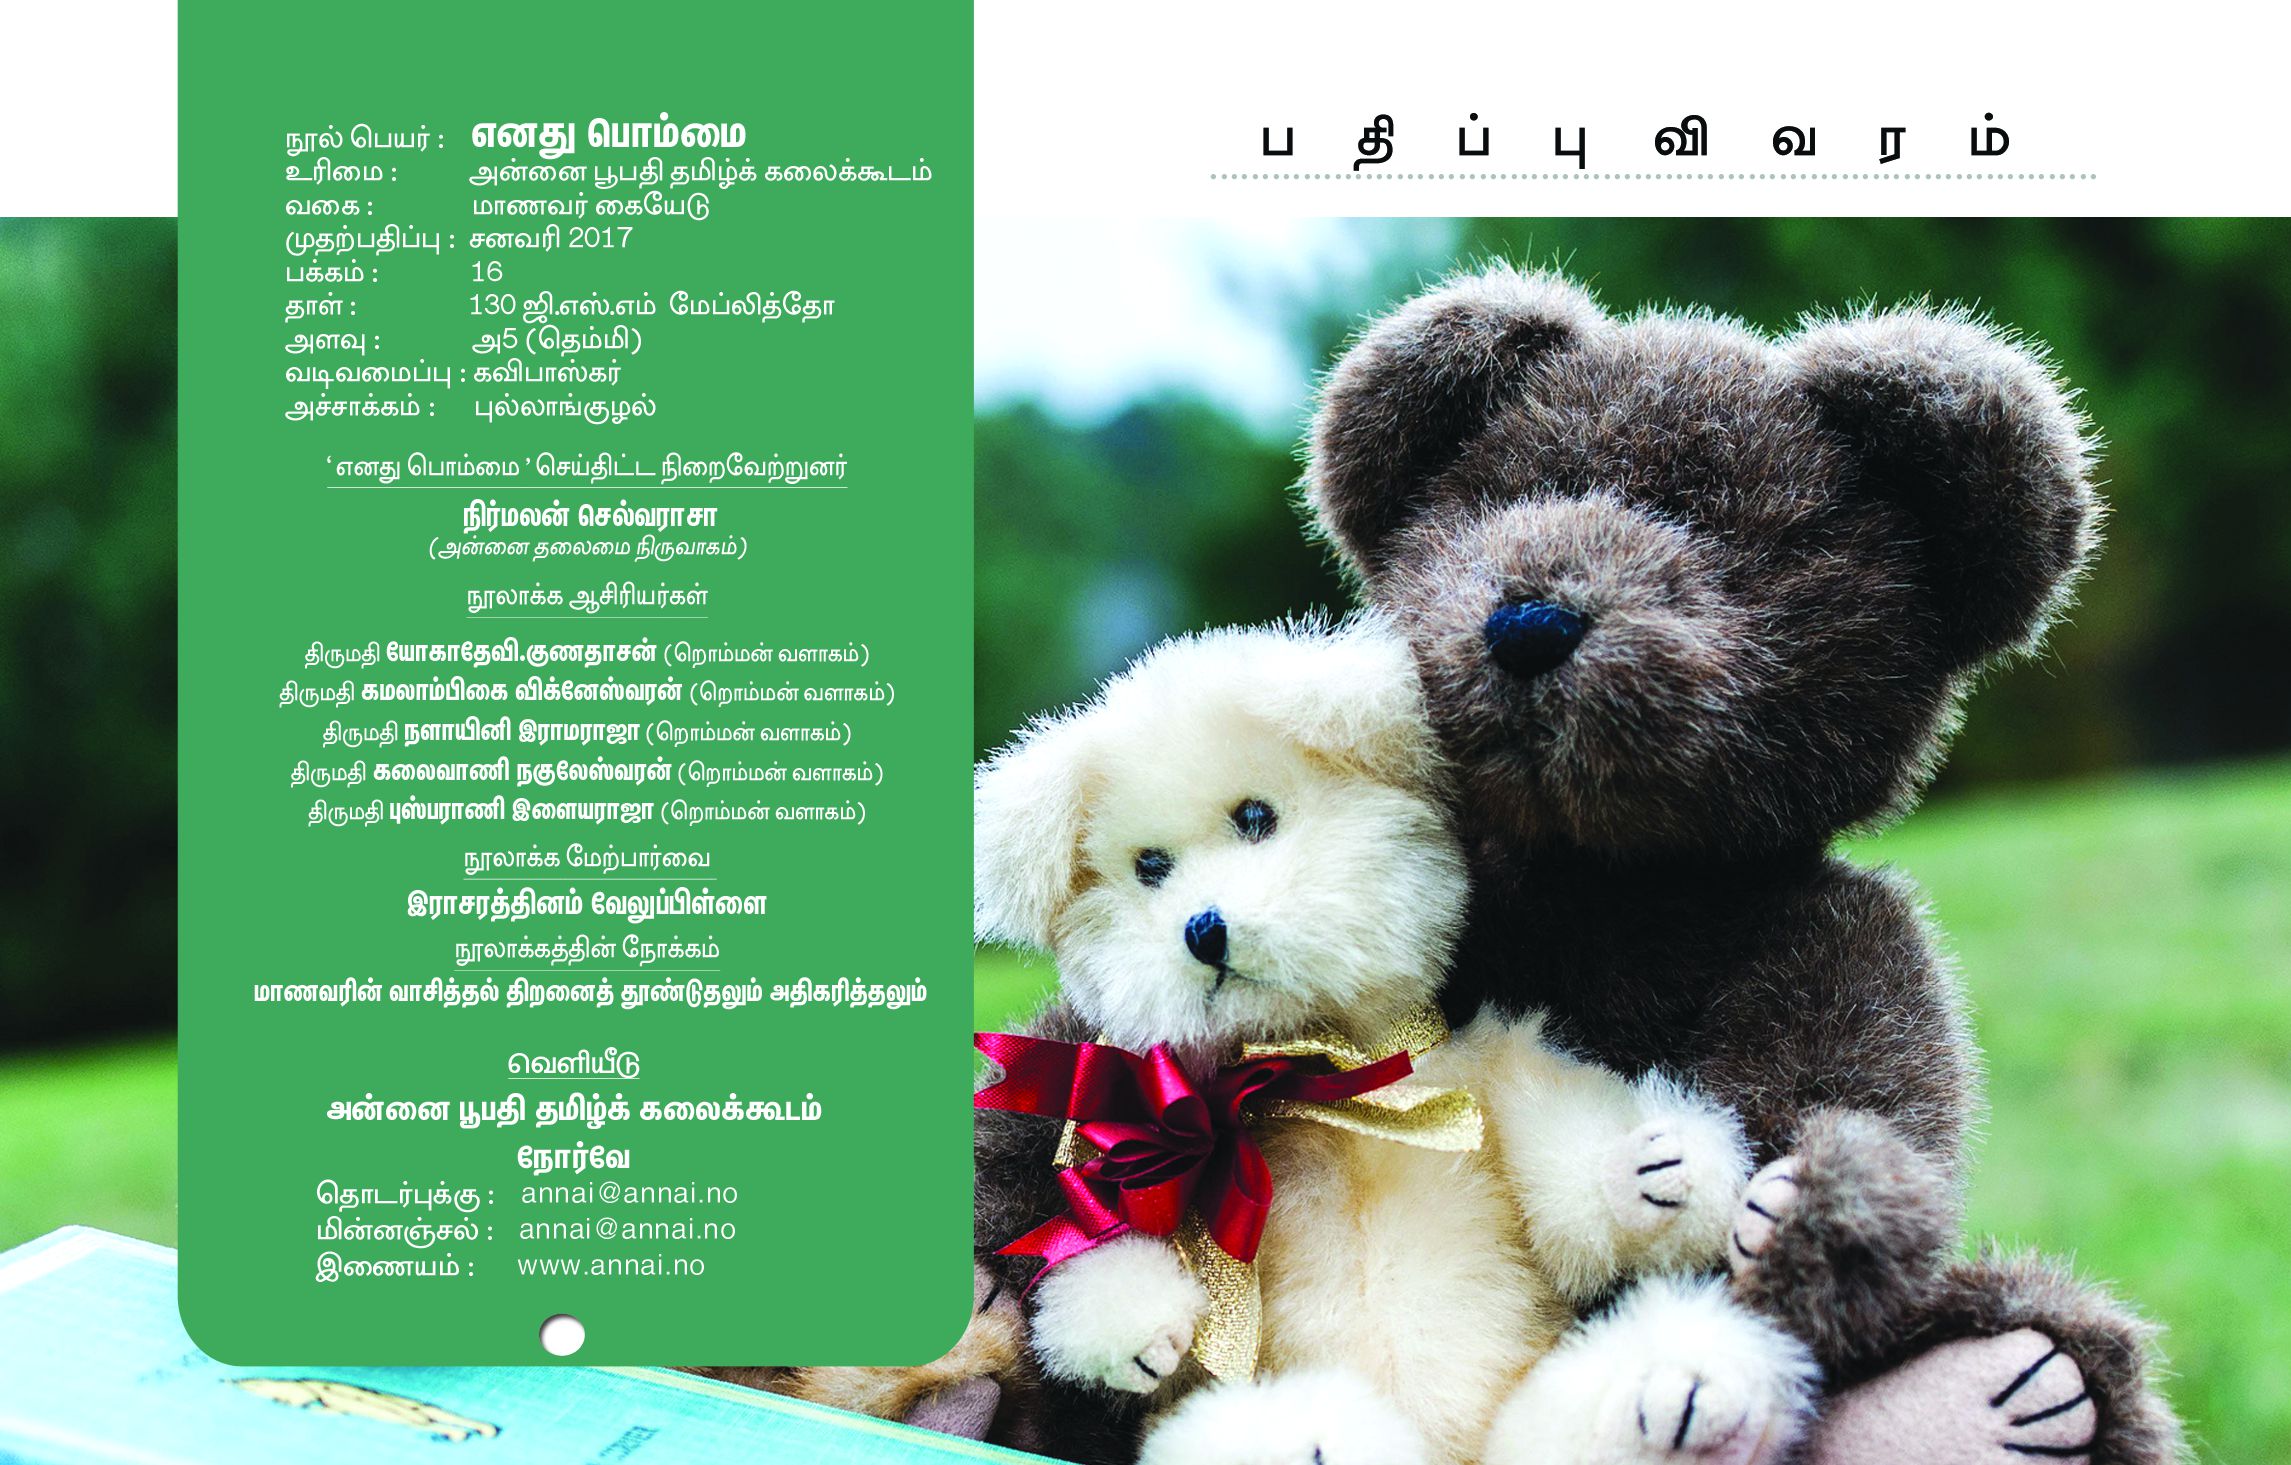 பதிப்புவிவரம்
நூல் பெயர் : எனது பொம்மை
உரிமை : அன்னை பூபதி தமிழ்க் கலைக்கூடம்
வகை : மாணவர் கையேடு
முதற்பதிப்பு : சனவரி 2017
பக்கம் : 16
தாள் : 130 ஜி.எஸ்.எம் மேப்லித்தோ
அளவு : அ5 (தெம்மி)
வடிவமைப்பு : கவிபாஸ்கர்
அச்சாக்கம் : புல்லாங்குழல்
‘எனது பொம்மை’ செய்திட்ட நிறைவேற்றுனர்
நிர்மலன் செல்வராசா
(அன்னை தலைமை நிருவாகம்)
நூலாக்க ஆசிரியர்கள்
திருமதி யோகாதேவி.குணதாசன் (றொம்மன் வளாகம்)
திருமதி கமலாம்பிகை விக்னேஸ்வரன் (றொம்மன் வளாகம்)
திருமதி நளாயினி இராமராஜா (றொம்மன் வளாகம்)
திருமதி கலைவாணி நகுலேஸ்வரன் (றொம்மன் வளாகம்)
திருமதி புஸ்பராணி இளையராஜா (றொம்மன் வளாகம்)
நூலாக்க மேற்பார்வை
இராசரத்தினம் வேலுப்பிள்ளை
நூலாக்கத்தின் நோக்கம்
மாணவரின் வாசித்தல் திறனைத் தூண்டுதலும் அதிகரித்தலும்
வெளியீடு
அன்னை பூபதி தமிழ்க் கலைக்கூடம்
நோர்வே
தொடர்புக்கு : annai@annai.no
மின்னஞ்சல் : annai@annai.no
இணையம் : www.annai.no